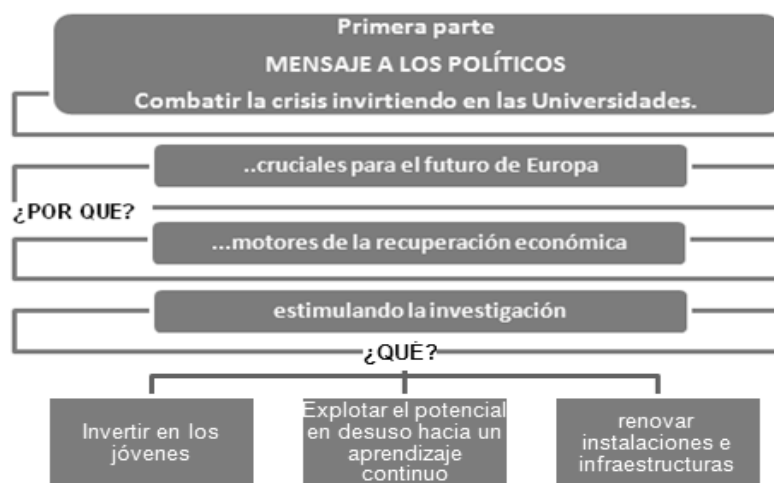 Primera parte
MENSAJE A LOS POLÍTICOS
Combatir la crisis invirtiendo en las Universidades.
..cruciales para el futuro de Europa
¿POR QUE?
...motores de la recuperación económica
estimulando la investigación
¿QUÉ?
Invertir en los
jóvenes
Explotar el potencial
en desuso hacia un
aprendizaje
continuo
renovar
instalaciones e
infraestructuras